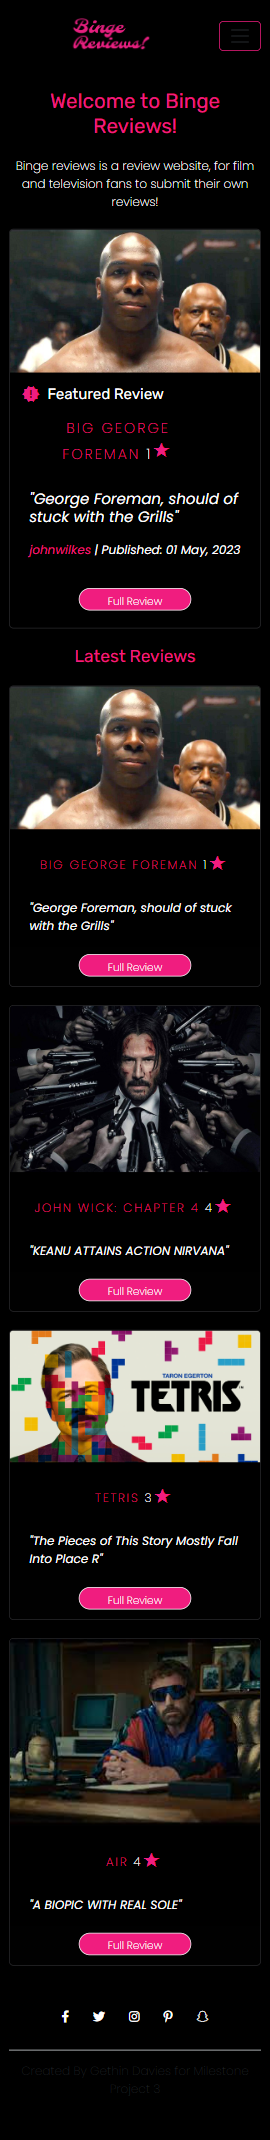 Binge
Reviews!
Welcome to Binge
Reviews!
Binge reviews is a review website, for film
and television fans to submit their own
reviews!
Featured Review
BIG GEORGE
FOREMAN 1
"George Foreman, should of
stuck with the Grills"
johnwilkes | Published: 01 May, 2023
Full Review
Latest Reviews
BIG GEORGE FOREMAN 1
"George Foreman, should of stuck
with the Grills"
Full Review
JOHN WICK: CHAPTER 4 4
"KEANU ATTAINS ACTION NIRVANA"
Full Review
TARON EGERTON
TETRIS
TETRIS 3
"The Pieces of This Story Mostly Fall
Into Place R"
Full Review
AIR 4
"A BIOPIC WITH REAL SOLE"
Full Review
Created By Gethin Davies for Milestone
Project 3